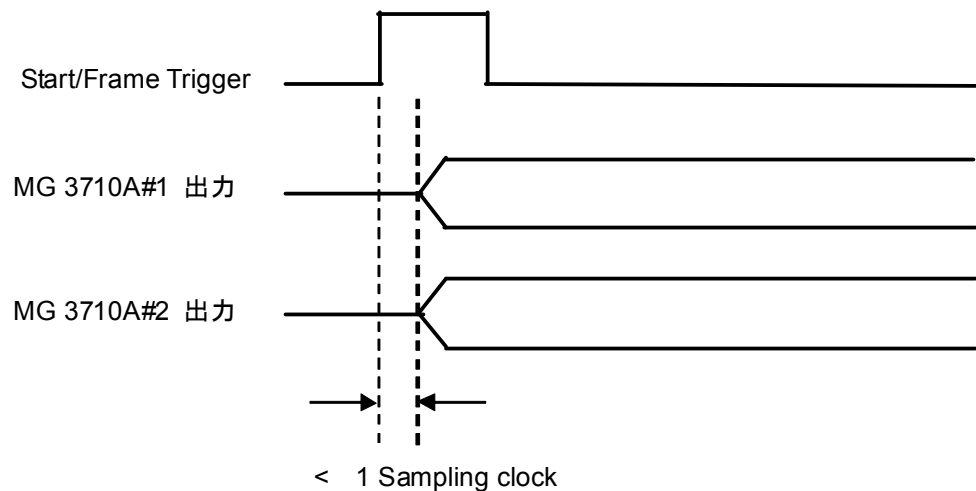 Start/Frame Trigger
MG 3710A#1 出力
MG 3710A#2 出力
< 1 Sampling clock